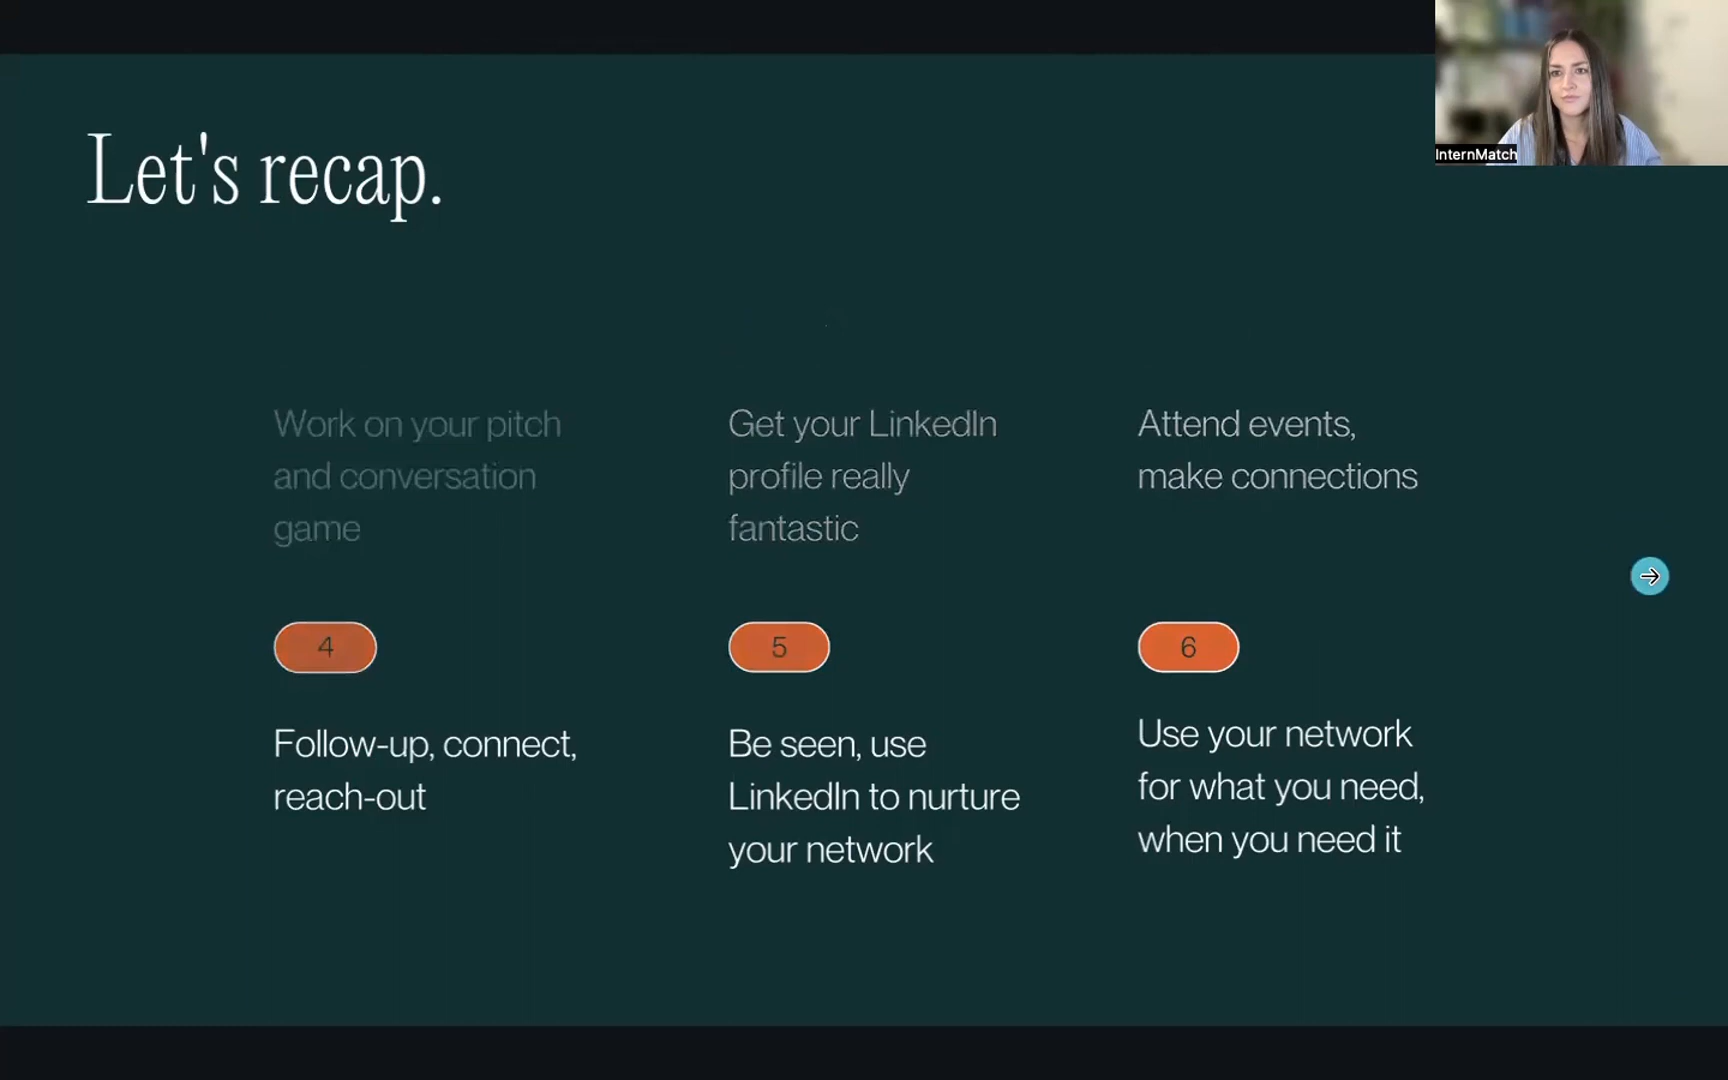 InternMatch
Let's recap.
Work on your pitch
and conversation
game
Get your LinkedIn
profile really
fantastic
Attend events,
make connections
4
Follow-up, connect,
reach-out
5
Be seen, use
LinkedIn to nurture
your network
6
Use your network
for what you need,
when you need it